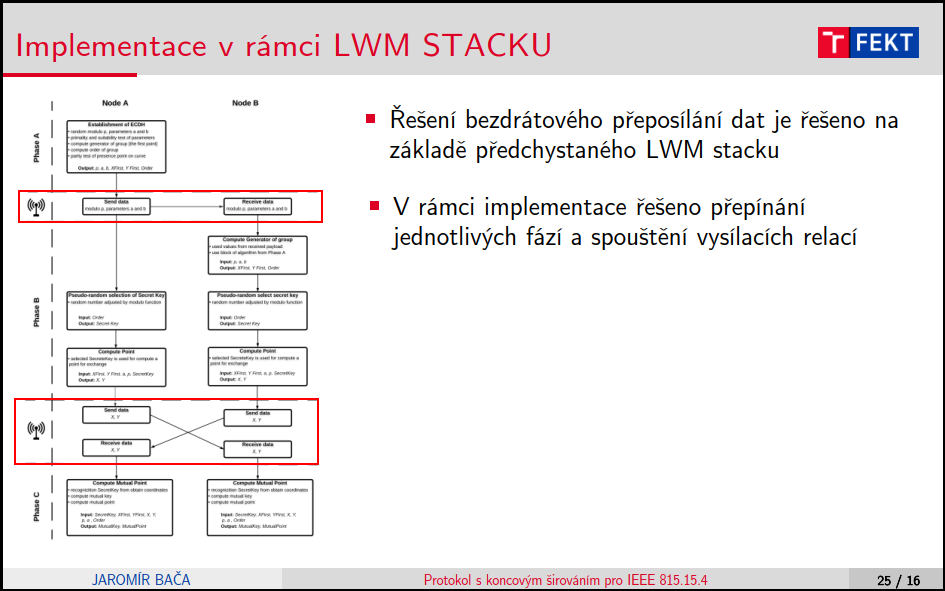 Implementace v rámci LWM STACKU
T FEKT
Node A
Node B
Phase A
Establishment of ECDH
• random modulo p, parameters a and b
• primality and suitability test of parameters
• compute generator of group (the first point)
• compute order of group
• parity test of presence point on curve
Output: p, a, b, XFirst, Y First, Order
Send data
modulo p, parameters a and b
Receive data
modulo p, parameters a and b
Compute Generator of group
• used values from received payload
• use block of algorithm from Phase A
Input: p, a, b
Output: XFirst, Y First, Order
Phase B
Pseudo-random selection of Secret Key
• random number adjusted by modulo function
Input: Order
Output: Secret Key
Pseudo-random select secret key
• random number adjusted by modulo function
Input: Order
Output: Secret Key
Compute Point
• selected SecreteKey is used for compute a
point for exchange
Input: XFirst, Y First, a, p, SecretKey
Output: X, Y
Compute Point
• selected SecreteKey is used for compute a
point for exchange
Input: XFirst, Y First, a, p, SecretKey
Output: X, Y
Send data
X, Y
Send data
X, Y
Receive data
X, Y
Receive data
X, Y
Phase C
Compute Mutual Point
• recognizition SecretKey from obtain coordinates
• compute mutual key
• compute mutual point
Input: SecretKey, XFirst, YFirst, X, Y,
p, a , Order
Output: MutualKey, MutualPoint
Compute Mutual Point
• recognizition SecretKey from obtain coordinates
• compute mutual key
• compute mutual point
Input: SecretKey, XFirst, YFirst, X, Y,
p, a , Order
Output: MutualKey, MutualPoint
Řešení bezdrátového přeposílání dat je řešeno na
základě předchystaného LWM stacku
V rámci implementace řešeno přepínání
jednotlivých fází a spouštění vysílacích relací
JAROMÍR BAČA
Protokol s koncovým širováním pro IEEE 815.15.4
25 / 16